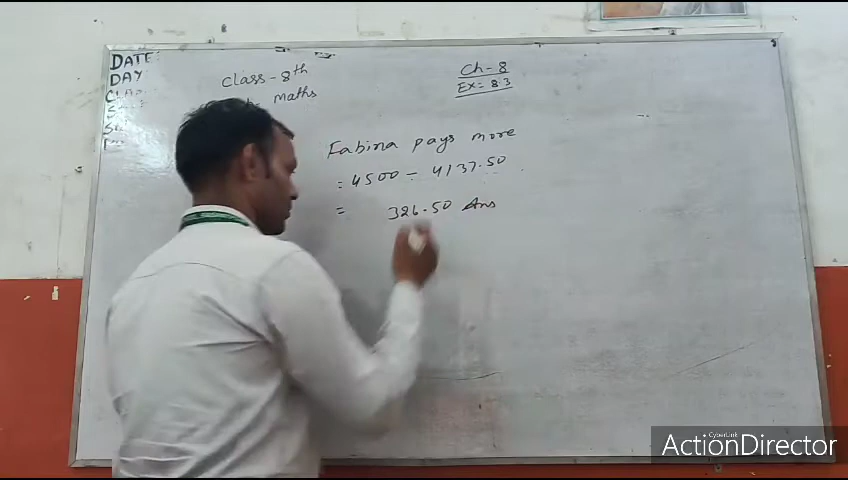 DATE:
DAY
class - 8th
maths
Ch - 8
Ex = 8.3
Fabina pays more
= 4500 - 4137.50
= 326.50 Ans
CyberLink
ActionDirector